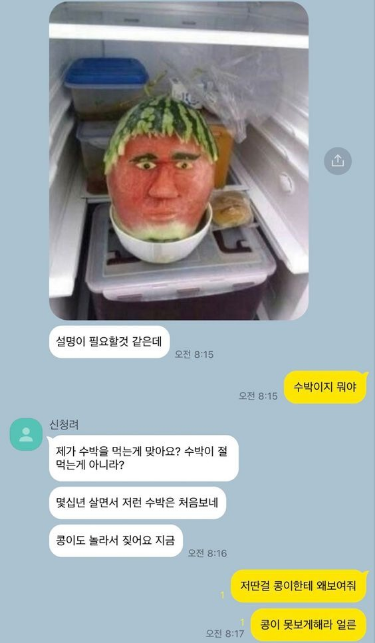 설명이 필요할것 같은데
오전 8:15
수박이지 뭐야
오전 8:15
신청려
제가 수박을 먹는게 맞아요? 수박이 절
먹는게 아니라?
몇십년 살면서 저런 수박은 처음보네
콩이도 놀라서 짖어요 지금
오전 8:16
저딴걸 콩이한테 왜보여줘
1
콩이 못보게해라 얼른
1
오전 8:17